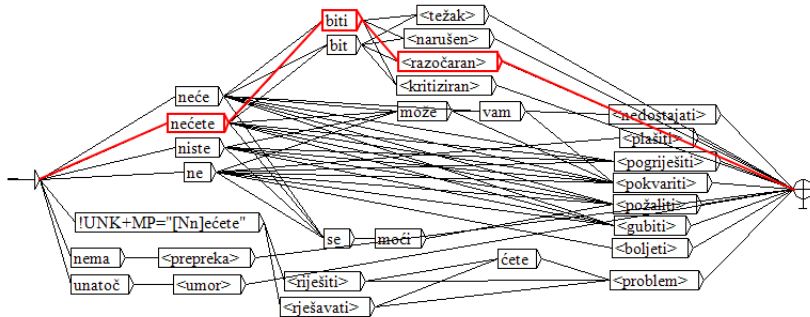 biti
bit
<težak>
<narušen>
<razočaran>
<kritiziran>
neće
nećete
niste
ne
može
vam
<nedostajati>
<plašiti>
<pogriješiti>
<pokvariti>
<požaliti>
<gubiti>
<boljeti>
!UNK+MP="[Nn]ećete"
se
moći
nema
<prepreka>
unatoč
<umor>
<riješiti>
<rješavati>
ćete
<problem>